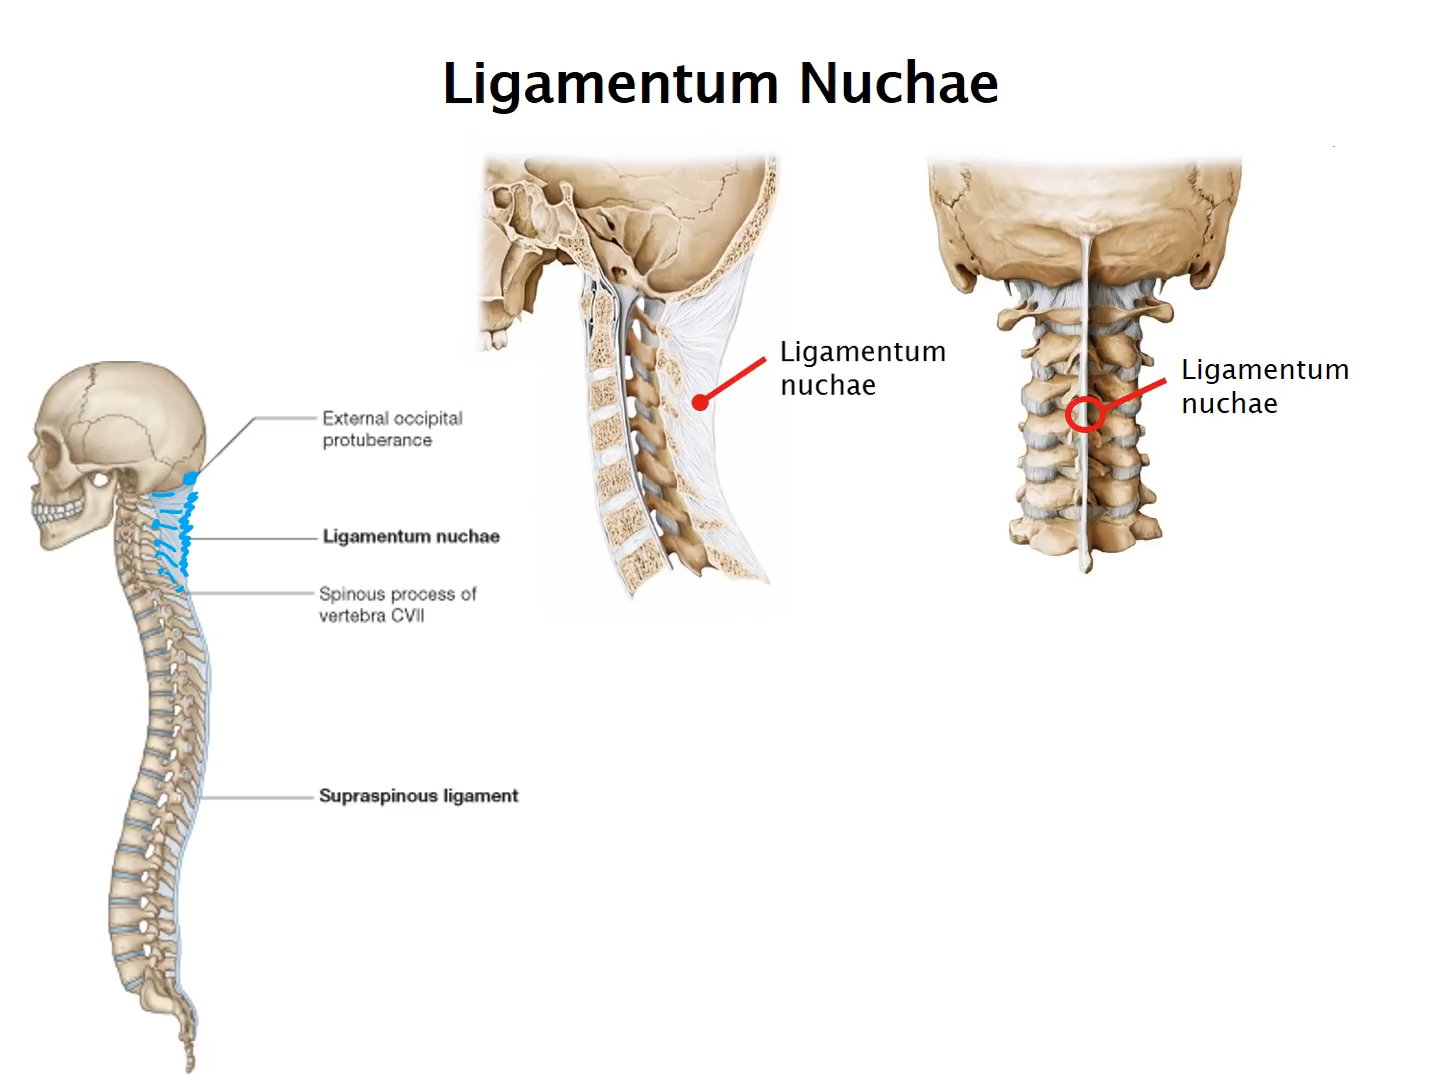 Ligamentum Nuchae
Ligamentum
nuchae
Ligamentum
nuchae
External occipital
protuberance
Ligamentum nuchae
Spinous process of
vertebra CVII
Supraspinous ligament